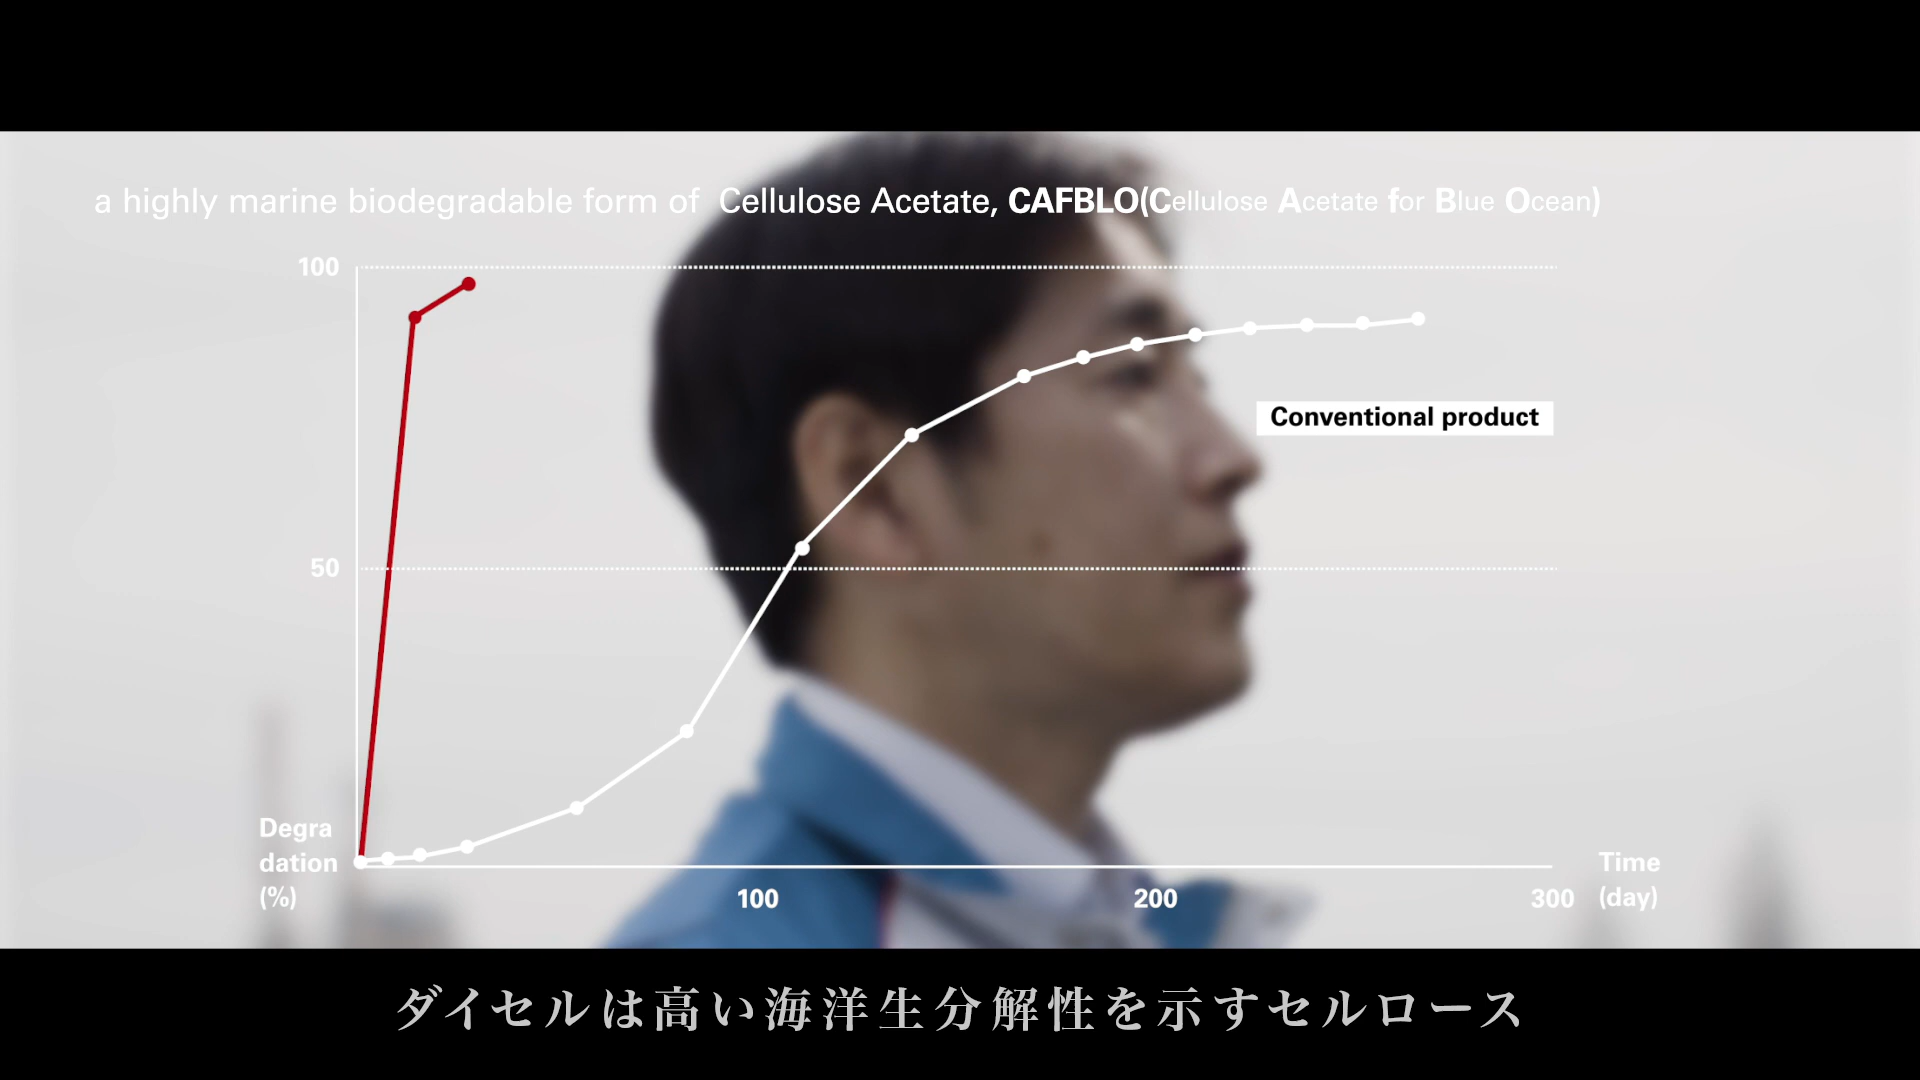 a highly marine biodegradable form of Cellulose Acetate, CAFBLO(Cellulose Acetate for Blue Ocean)
100
50
Conventional product
Degra
dation
(%)
100
200
300
Time
(day)
ダイセルは高い海洋生分解性を示すセルロース